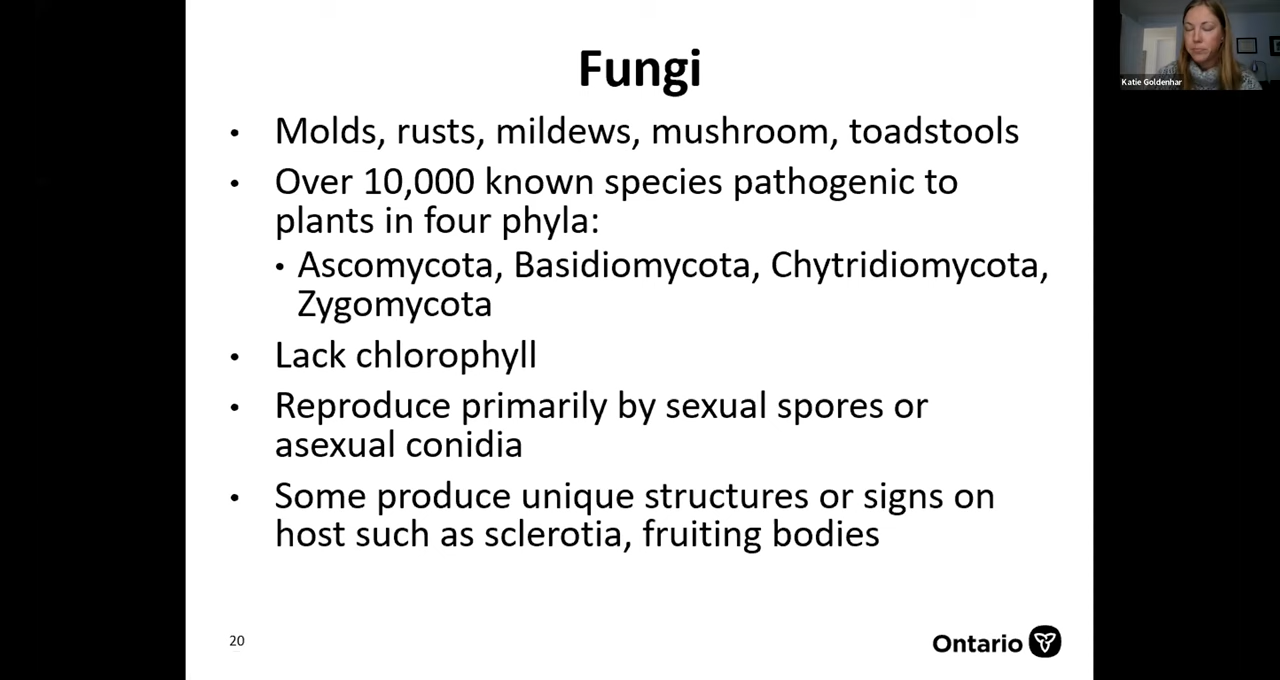 Fungi
• Molds, rusts, mildews, mushroom, toadstools
• Over 10,000 known species pathogenic to
plants in four phyla:
• Ascomycota, Basidiomycota, Chytridiomycota,
Zygomycota
• Lack chlorophyll
• Reproduce primarily by sexual spores or
asexual conidia
• Some produce unique structures or signs on
host such as sclerotia, fruiting bodies
20
Ontario
Katie Goldenhar